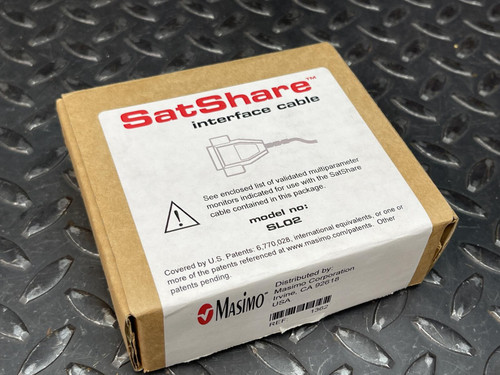 SatShare™
interface cable
See enclosed list of validated multiparameter
monitors indicated for use with the SatShare
cable contained in this package.
model no:
SL02
Covered by U.S. Patents: 6,770,028, international equivalents, or one or
more of the patents referenced at www.masimo.com/patents. Other
patents pending.
Masimo
Distributed by:
Masimo Corporation
Irvine, CA 92618
USA
REF: 1302